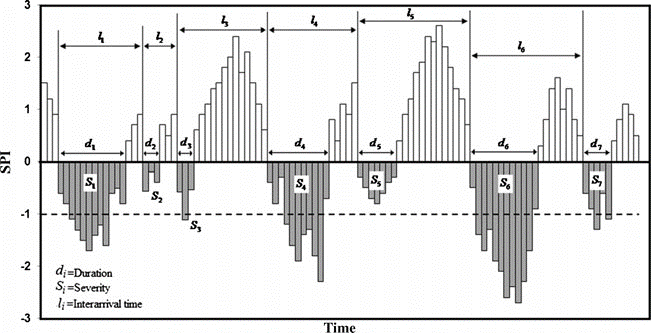 3
l₁
l₂
l₃
l₄
l₅
l₆
2
1
d₁
d₂
d₃
d₄
d₅
d₆
d₇
SPI
0
S₁
S₂
S₃
S₄
S₅
S₆
S₇
-1
-2
dᵢ=Duration
Sᵢ=Severity
lᵢ=Interarrival time
-3
Time